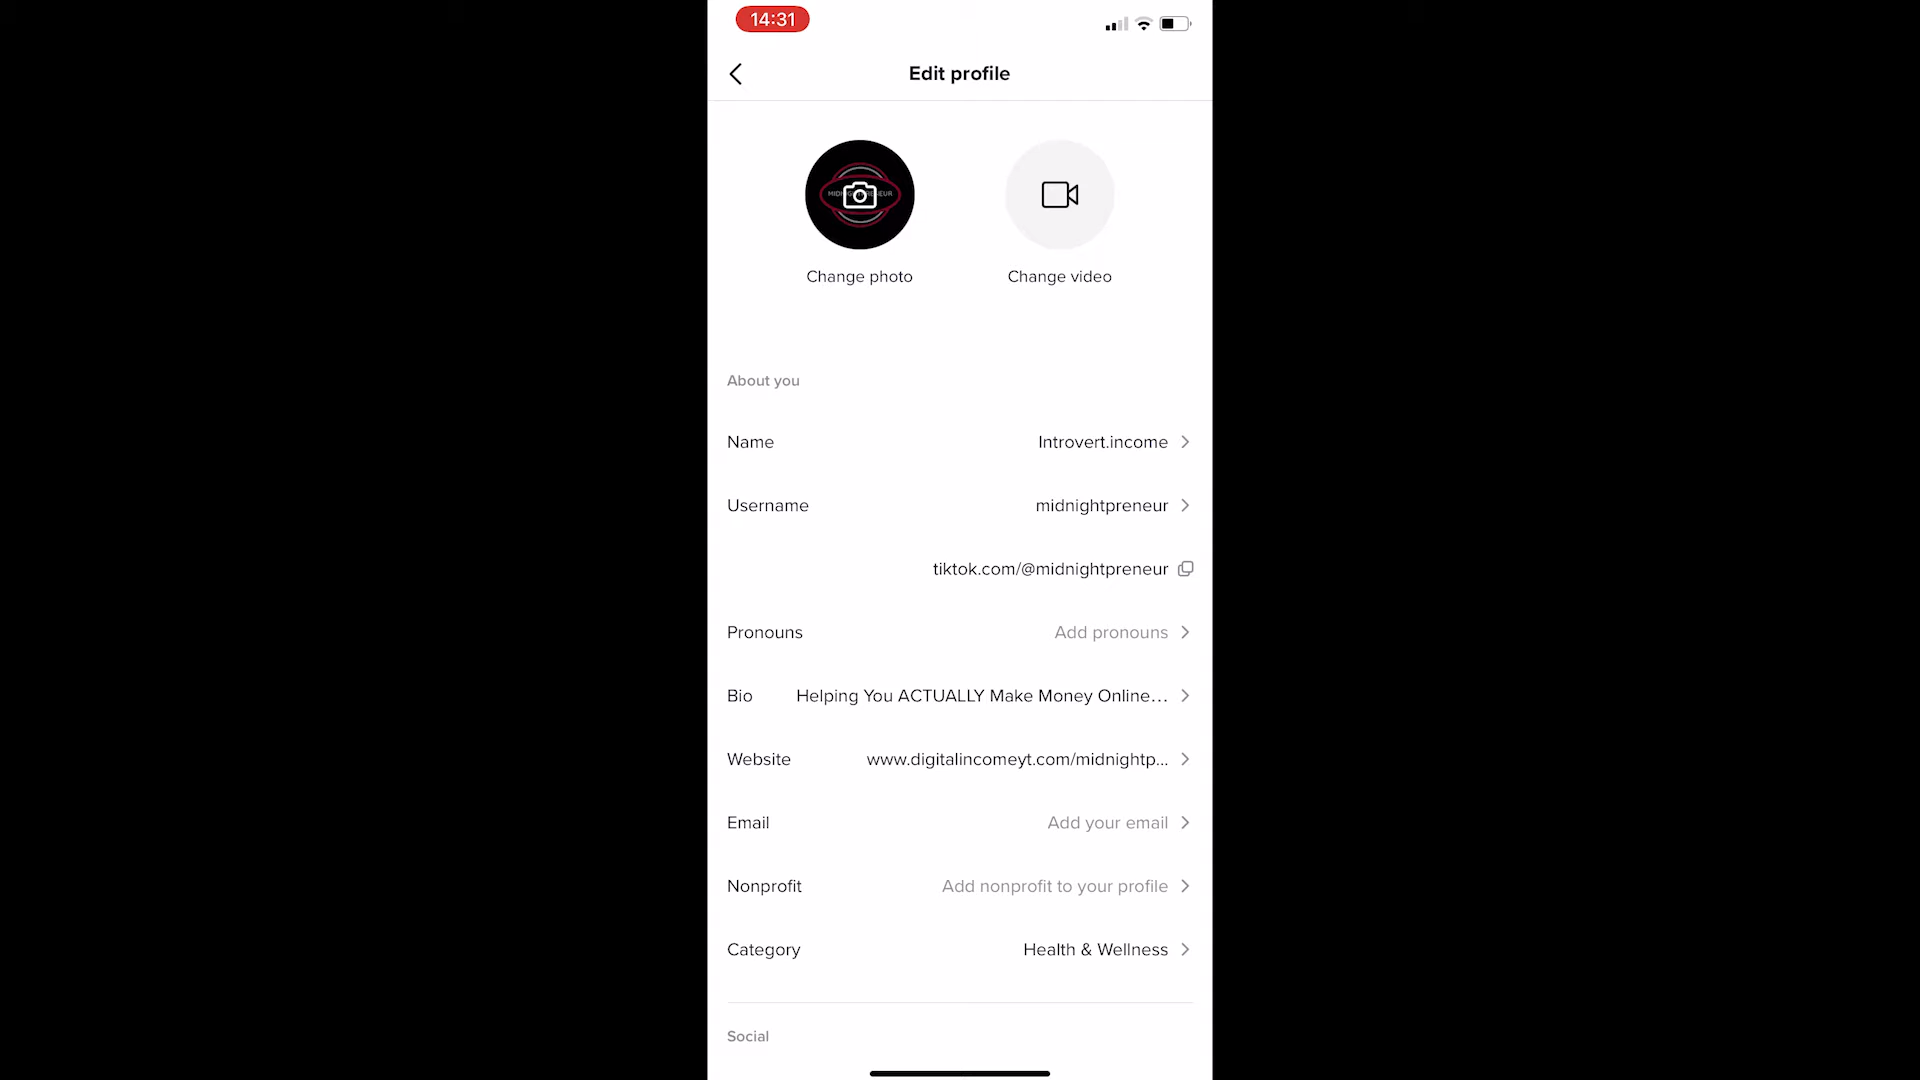 14:31
Edit profile
Change photo
Change video
About you
Name
Introvert.income
Username
midnightpreneur
tiktok.com/@midnightpreneur
Pronouns
Add pronouns
Bio
Helping You ACTUALLY Make Money Online...
Website
www.digitalincomeyt.com/midnightp...
Email
Add your email
Nonprofit
Add nonprofit to your profile
Category
Health & Wellness
Social